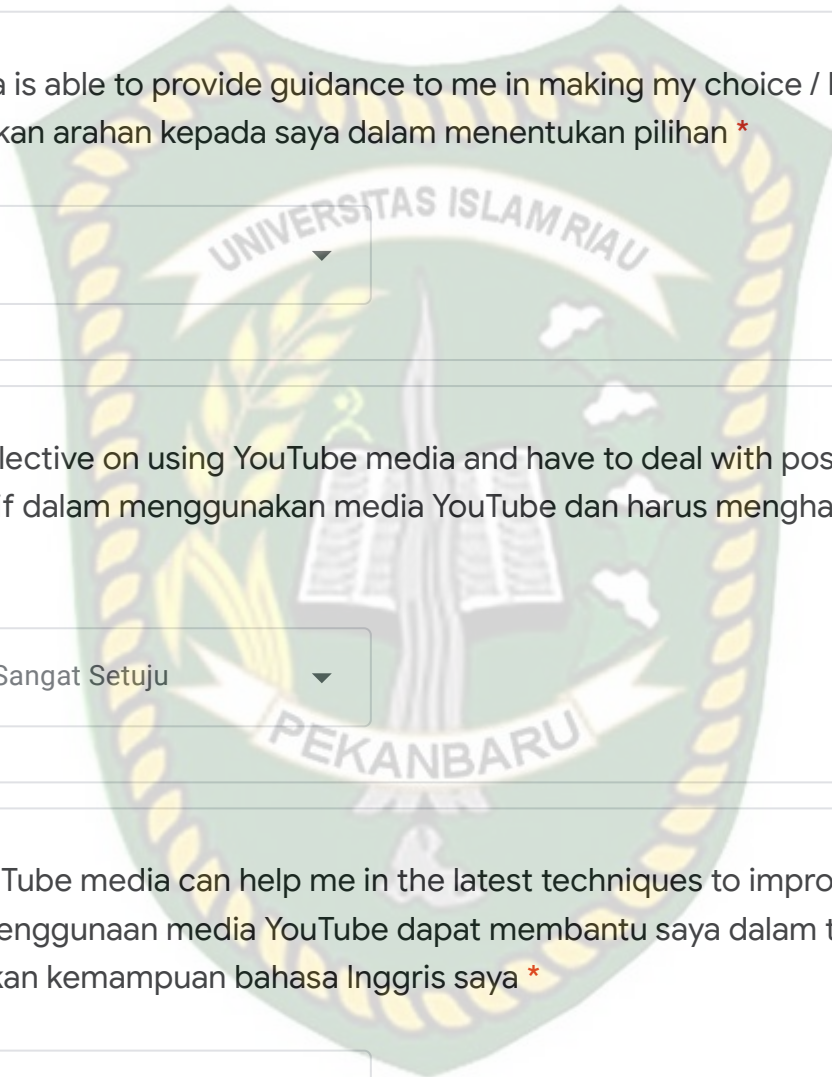 is able to provide guidance to me in making my choice /
kan arahan kepada saya dalam menentukan pilihan *
UNIVERSITAS ISLAM RIAU
lective on using YouTube media and have to deal with pos
if dalam menggunakan media YouTube dan harus mengha
Sangat Setuju
PEKANBARU
Tube media can help me in the latest techniques to impro
enggunaan media YouTube dapat membantu saya dalam t
kan kemampuan bahasa Inggris saya *